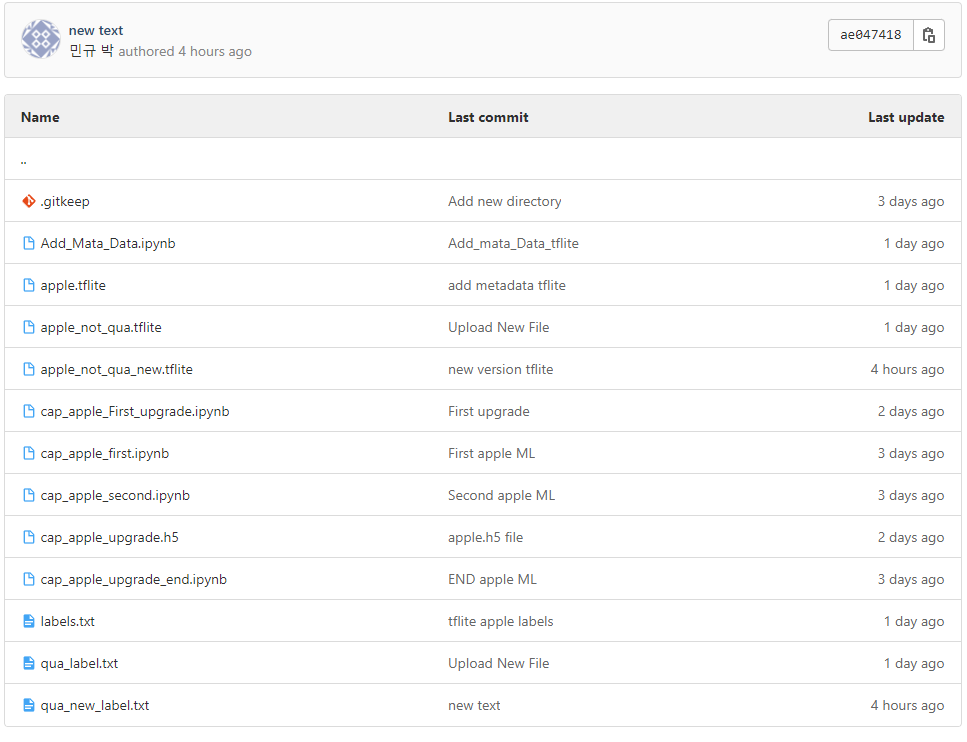 new text
민규 박 authored 4 hours ago
ae047418
Name Last commit Last update
..
.gitkeep Add new directory 3 days ago
Add_Mata_Data.ipynb Add_mata_Data_tflite 1 day ago
apple.tflite add metadata tflite 1 day ago
apple_not_qua.tflite Upload New File 1 day ago
apple_not_qua_new.tflite new version tflite 4 hours ago
cap_apple_First_upgrade.ipynb First upgrade 2 days ago
cap_apple_first.ipynb First apple ML 3 days ago
cap_apple_second.ipynb Second apple ML 3 days ago
cap_apple_upgrade.h5 apple.h5 file 2 days ago
cap_apple_upgrade_end.ipynb END apple ML 3 days ago
labels.txt tflite apple labels 1 day ago
qua_label.txt Upload New File 1 day ago
qua_new_label.txt new text 4 hours ago